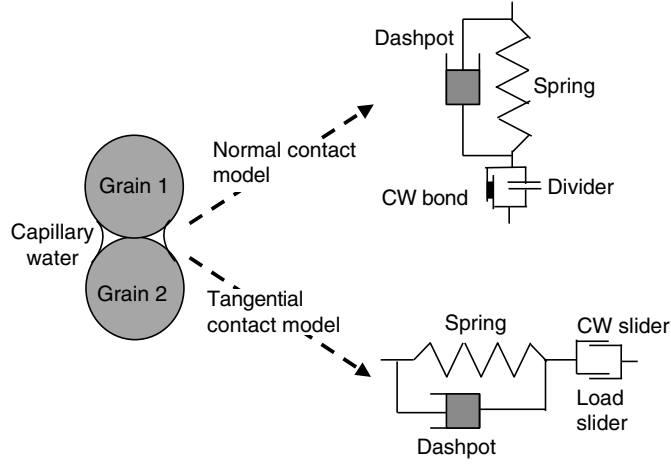 Dashpot
Spring
CW bond
Divider
Normal contact
model
Grain 1
Capillary
water
Grain 2
Tangential
contact model
Spring
CW slider
Load
slider
Dashpot